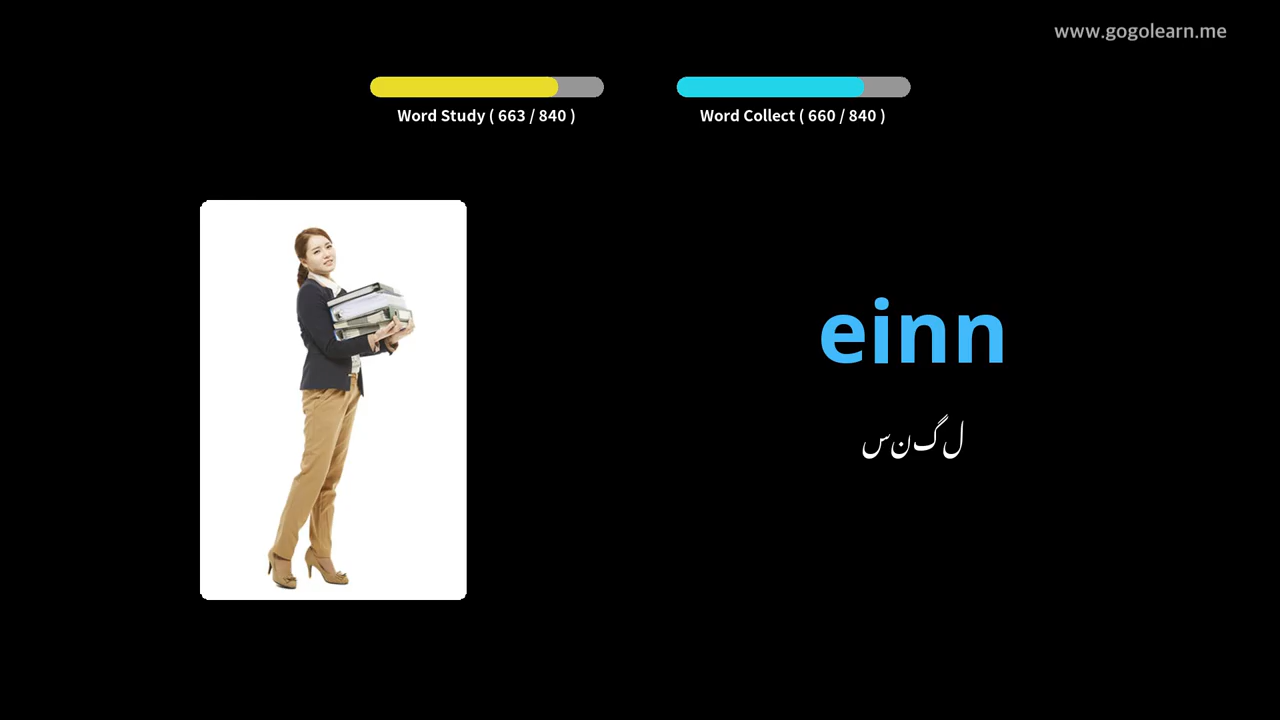 www.gogolearn.me
Word Study ( 663 / 840 )
Word Collect ( 660 / 840 )
einn
ل گ ن س